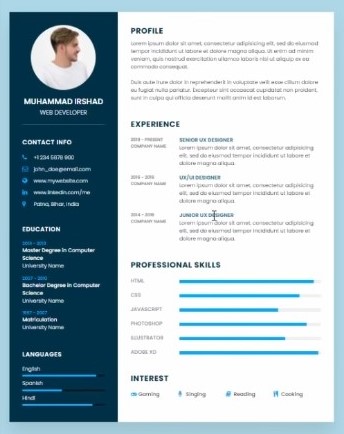 MUHAMMAD IRSHAD
WEB DEVELOPER
CONTACT INFO
+1 234 5678 900
john_doe@email.com
www.mywebsite.com
www.linkedin.com/me
Patna, Bihar, India
EDUCATION
2010 - 2013
Master Degree in Computer
Science
University Name
2007 - 2010
Bachelor Degree in Computer
Science
University Name
1997 - 2007
Matriculation
University Name
LANGUAGES
English
Spanish
Hindi
PROFILE
Lorem ipsum dolor sit amet, consectetur adipisicing elit, sed do eiusmod
tempor incididunt ut labore et dolore magna aliqua. Ut enim ad minim
veniam, quis nostrud exercitation ullamco laboris nisi ut aliquip ex ea
commodo consequat.
Duis aute irure dolor in reprehenderit in voluptate velit esse cillum dolore
eu fugiat nulla pariatur. Excepteur sint occaecat cupidatat non proident,
sunt in culpa qui officia deserunt mollit anim id est laborum.
EXPERIENCE
2019 - PRESENT
COMPANY NAME
SENIOR UX DESIGNER
Lorem ipsum dolor sit amet, consectetur adipisicing
elit, sed do eiusmod tempor incididunt ut labore et
dolore magna aliqua.
2016 - 2019
COMPANY NAME
UX/UI DESIGNER
Lorem ipsum dolor sit amet, consectetur adipisicing
elit, sed do eiusmod tempor incididunt ut labore et
dolore magna aliqua.
2014 - 2016
COMPANY NAME
JUNIOR UX DESIGNER
Lorem ipsum dolor sit amet, consectetur adipisicing
elit, sed do eiusmod tempor incididunt ut labore et
dolore magna aliqua.
PROFESSIONAL SKILLS
HTML
CSS
JAVASCRIPT
PHOTOSHOP
ILLUSTRATOR
ADOBE XD
INTEREST
Gaming
Singing
Reading
Cooking